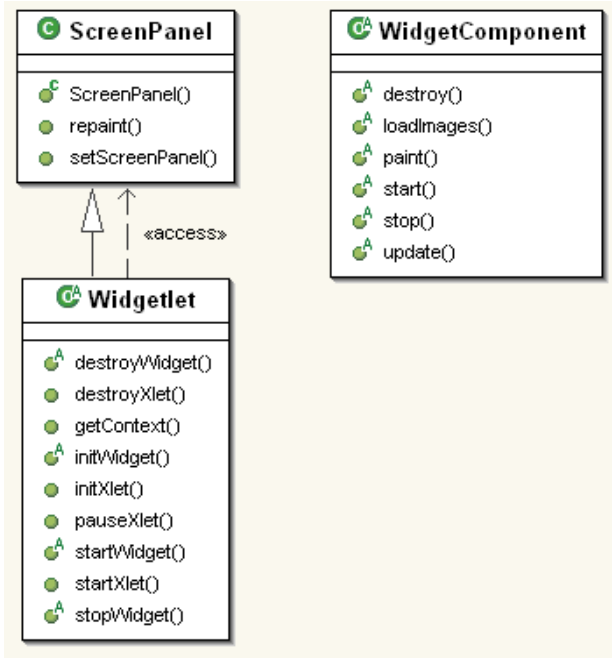 ScreenPanel
ScreenPanel()
repaint()
setScreenPanel()
«access»
Widgetlet
destroyWidget()
destroyXlet()
getContext()
initWidget()
initXlet()
pauseXlet()
startWidget()
startXlet()
stopWidget()
WidgetComponent
destroy()
loadImages()
paint()
start()
stop()
update()